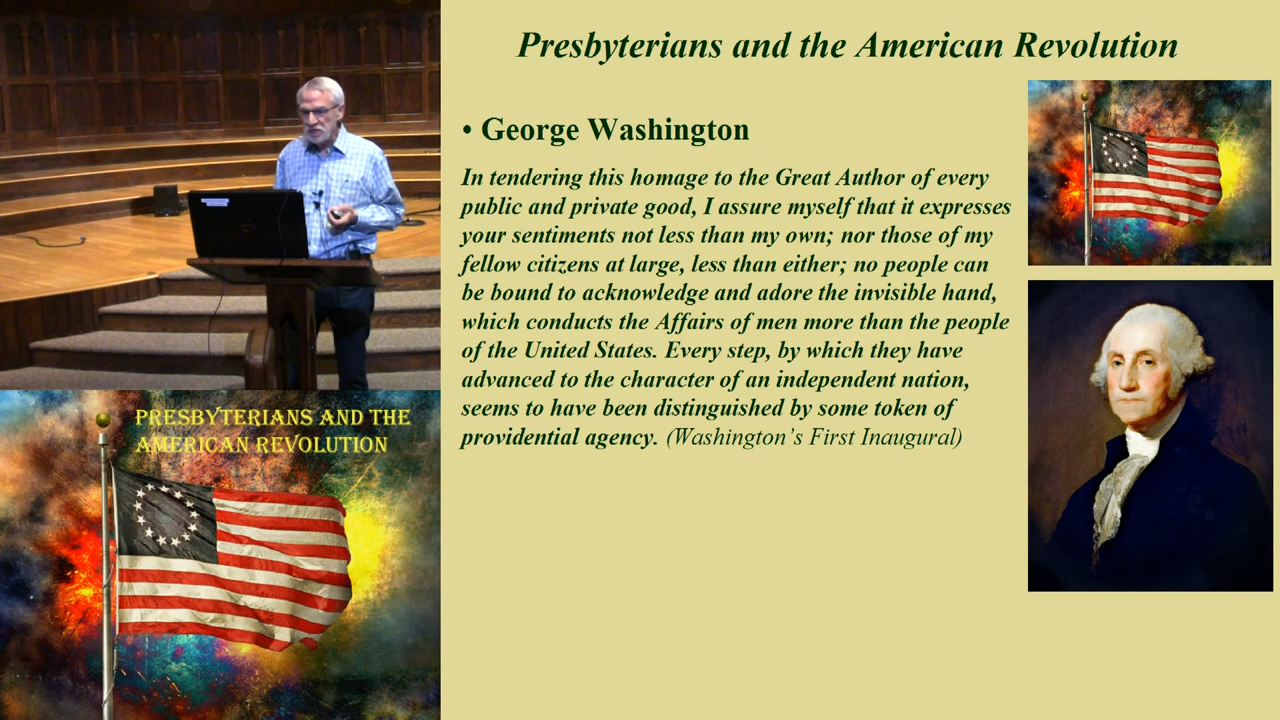 Presbyterians and the American Revolution
• George Washington
In tendering this homage to the Great Author of every
public and private good, I assure myself that it expresses
your sentiments not less than my own; nor those of my
fellow citizens at large, less than either; no people can
be bound to acknowledge and adore the invisible hand,
which conducts the Affairs of men more than the people
of the United States. Every step, by which they have
advanced to the character of an independent nation,
seems to have been distinguished by some token of
providential agency. (Washington's First Inaugural)
PRESBYTERIANS AND THE
AMERICAN REVOLUTION